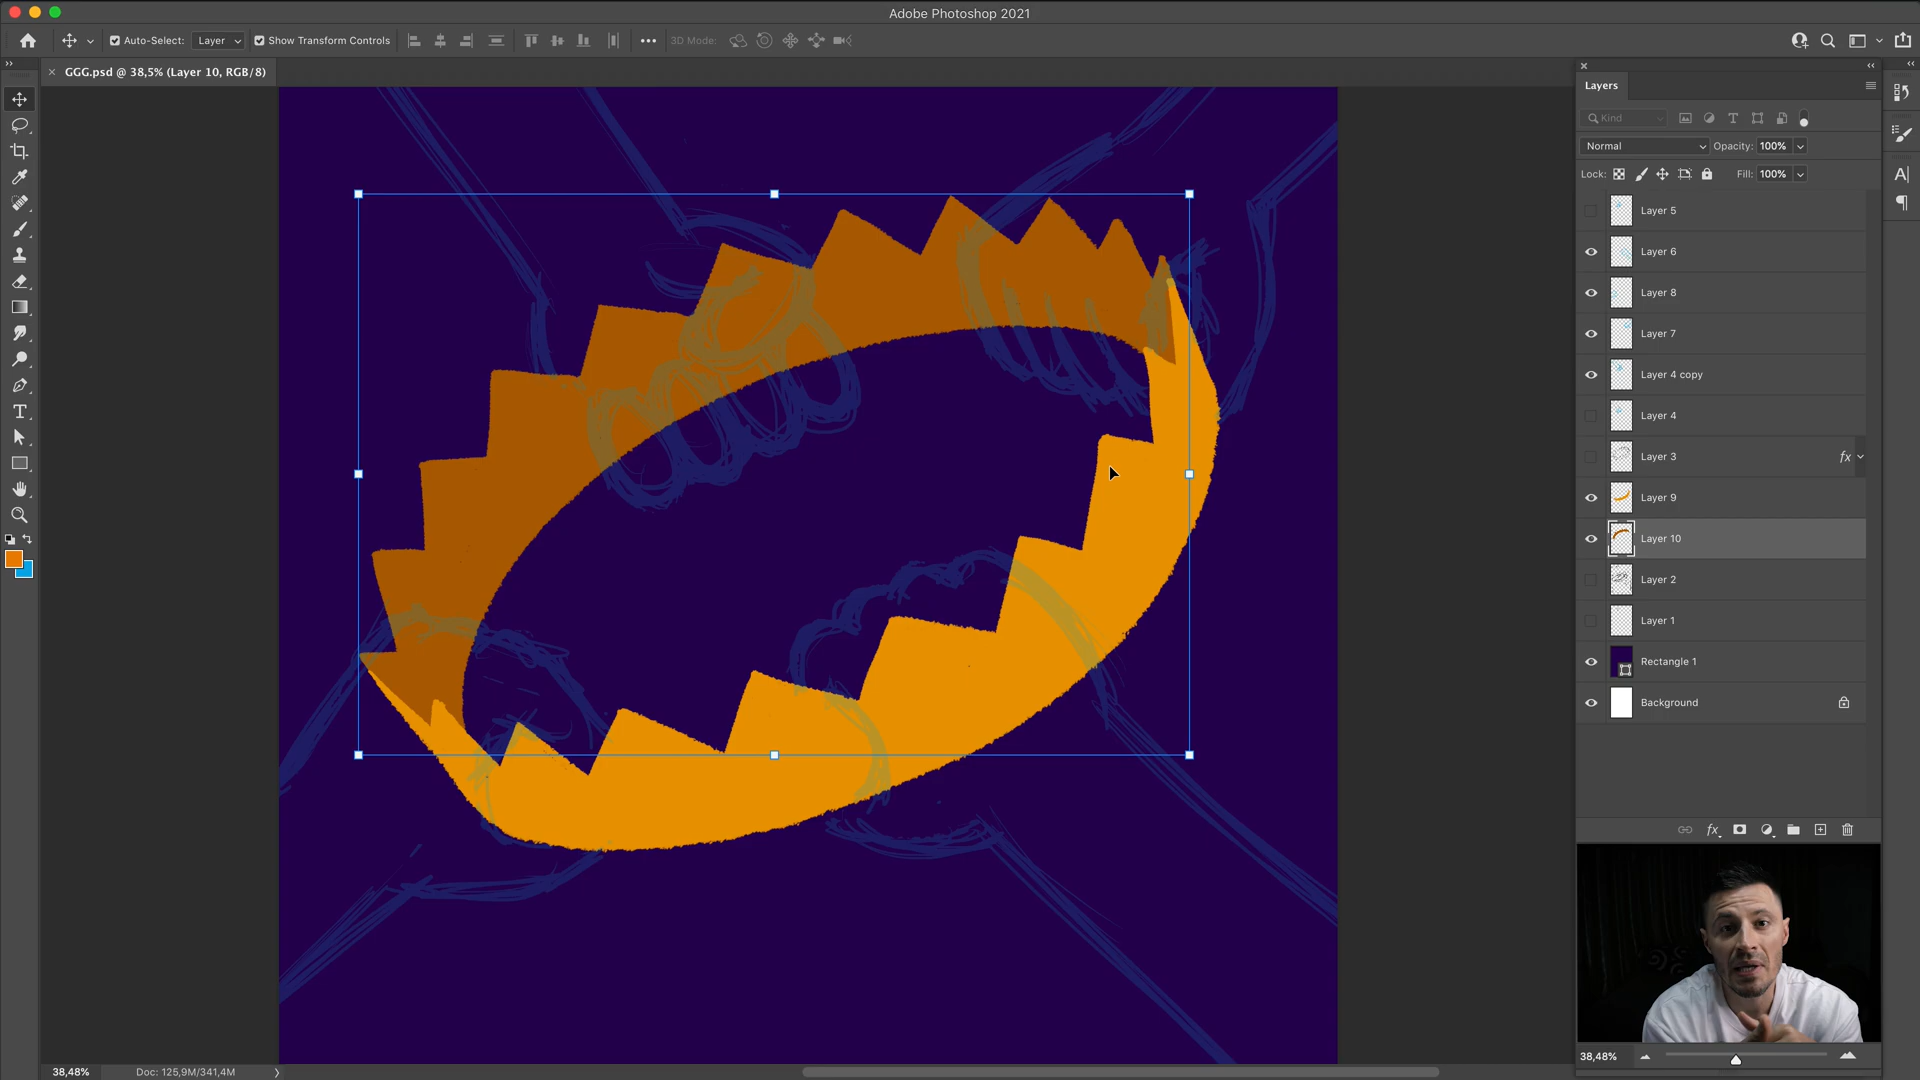 Adobe Photoshop 2021
Auto-Select: Layer Show Transform Controls 3D Mode:
GGG.psd @ 38,5% (Layer 10, RGB/8)
Layers
Kind
Normal Opacity: 100%
Lock: Fill: 100%
Layer 5
Layer 6
Layer 8
Layer 7
Layer 4 copy
Layer 4
Layer 3 fx
Layer 9
Layer 10
Layer 2
Layer 1
Rectangle 1
Background
fx
38,48%
38,48% Doc: 125,9M/341,4M